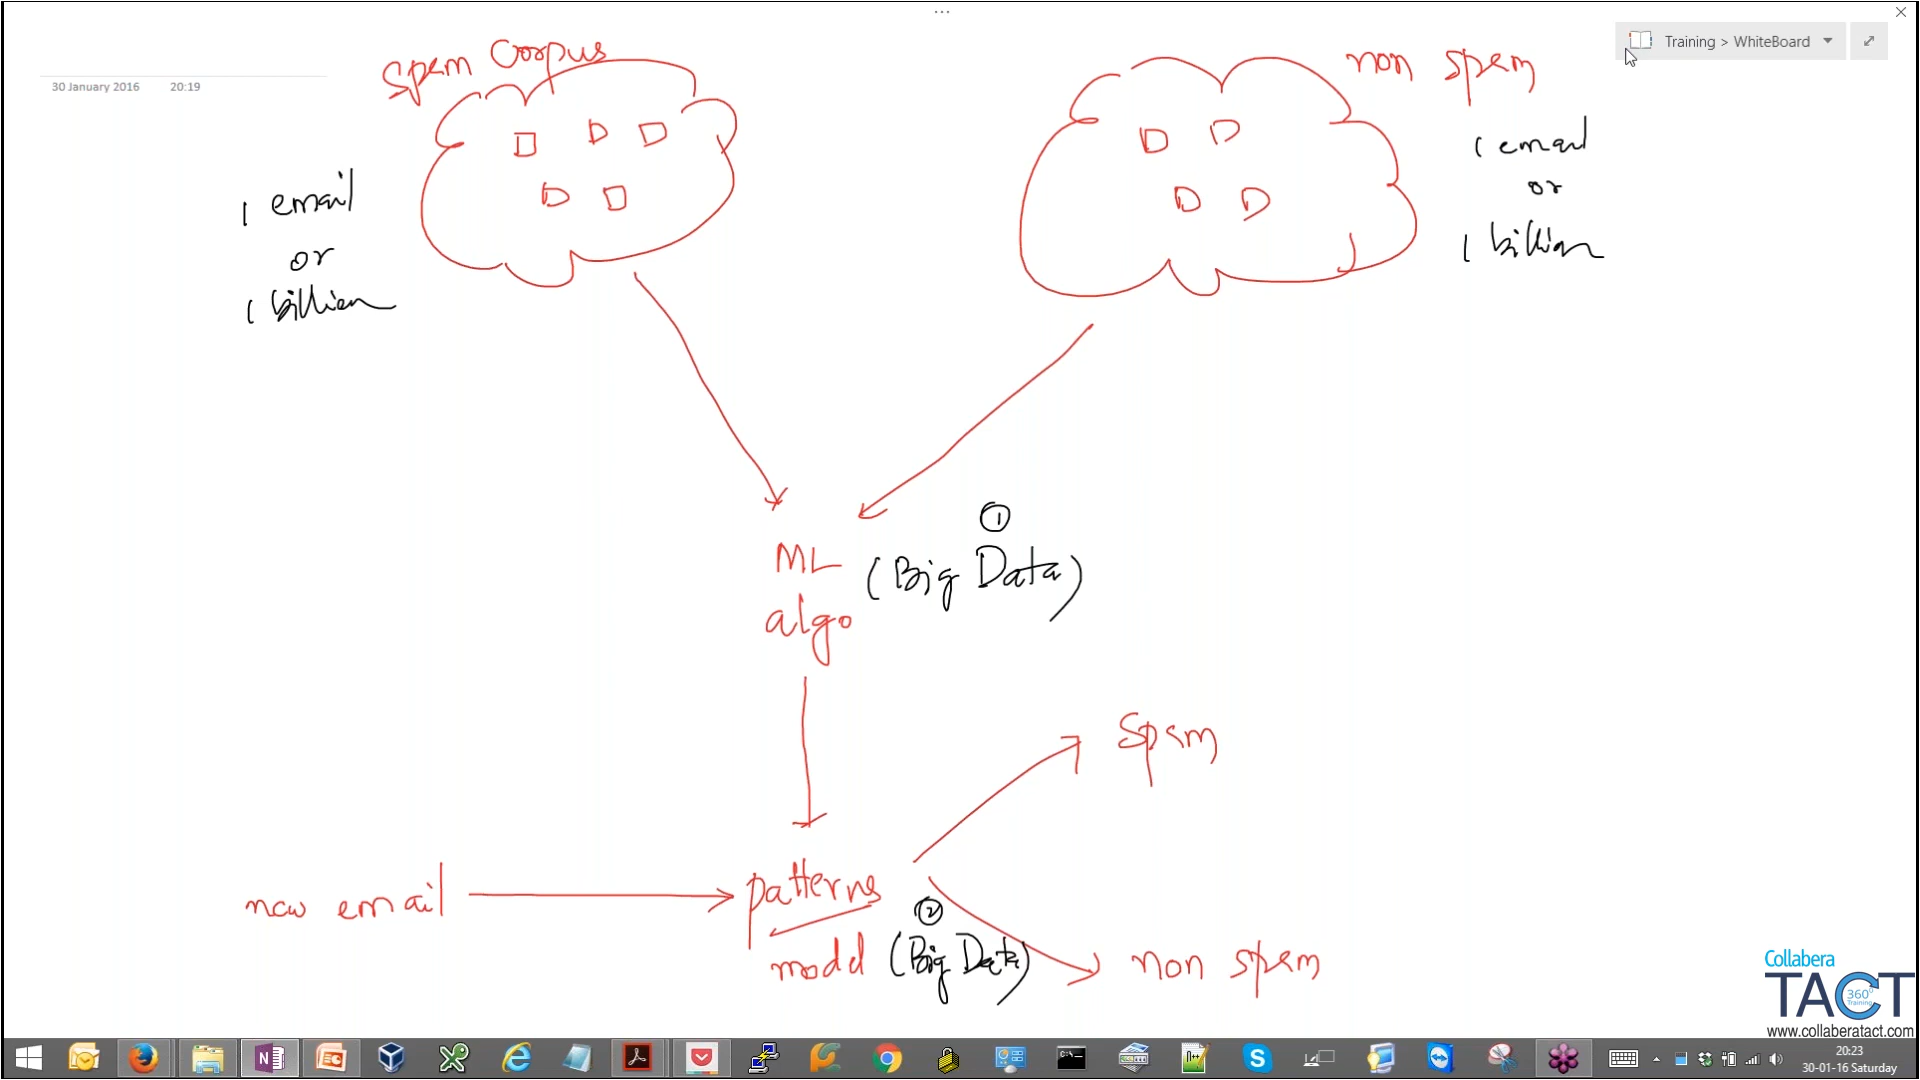 Training > WhiteBoard
30 January 2016 20:19
spam corpus
non spam
1 email
or
1 billion
1 email
or
1 billion
D D D
D D
D D
D D
①
ML (Big Data)
algo
spam
new email
patterns
②
model (Big Data)
non spam
Collabera
TACT
360°
Training
www.collaberatact.com
20:23
30-01-16 Saturday